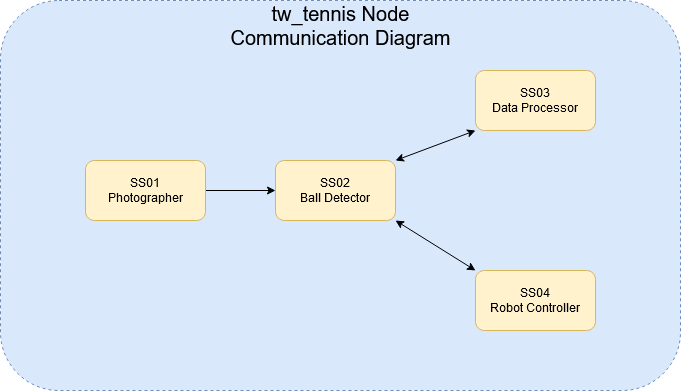 tw_tennis Node
Communication Diagram
SS03
Data Processor
SS01
Photographer
SS02
Ball Detector
SS04
Robot Controller